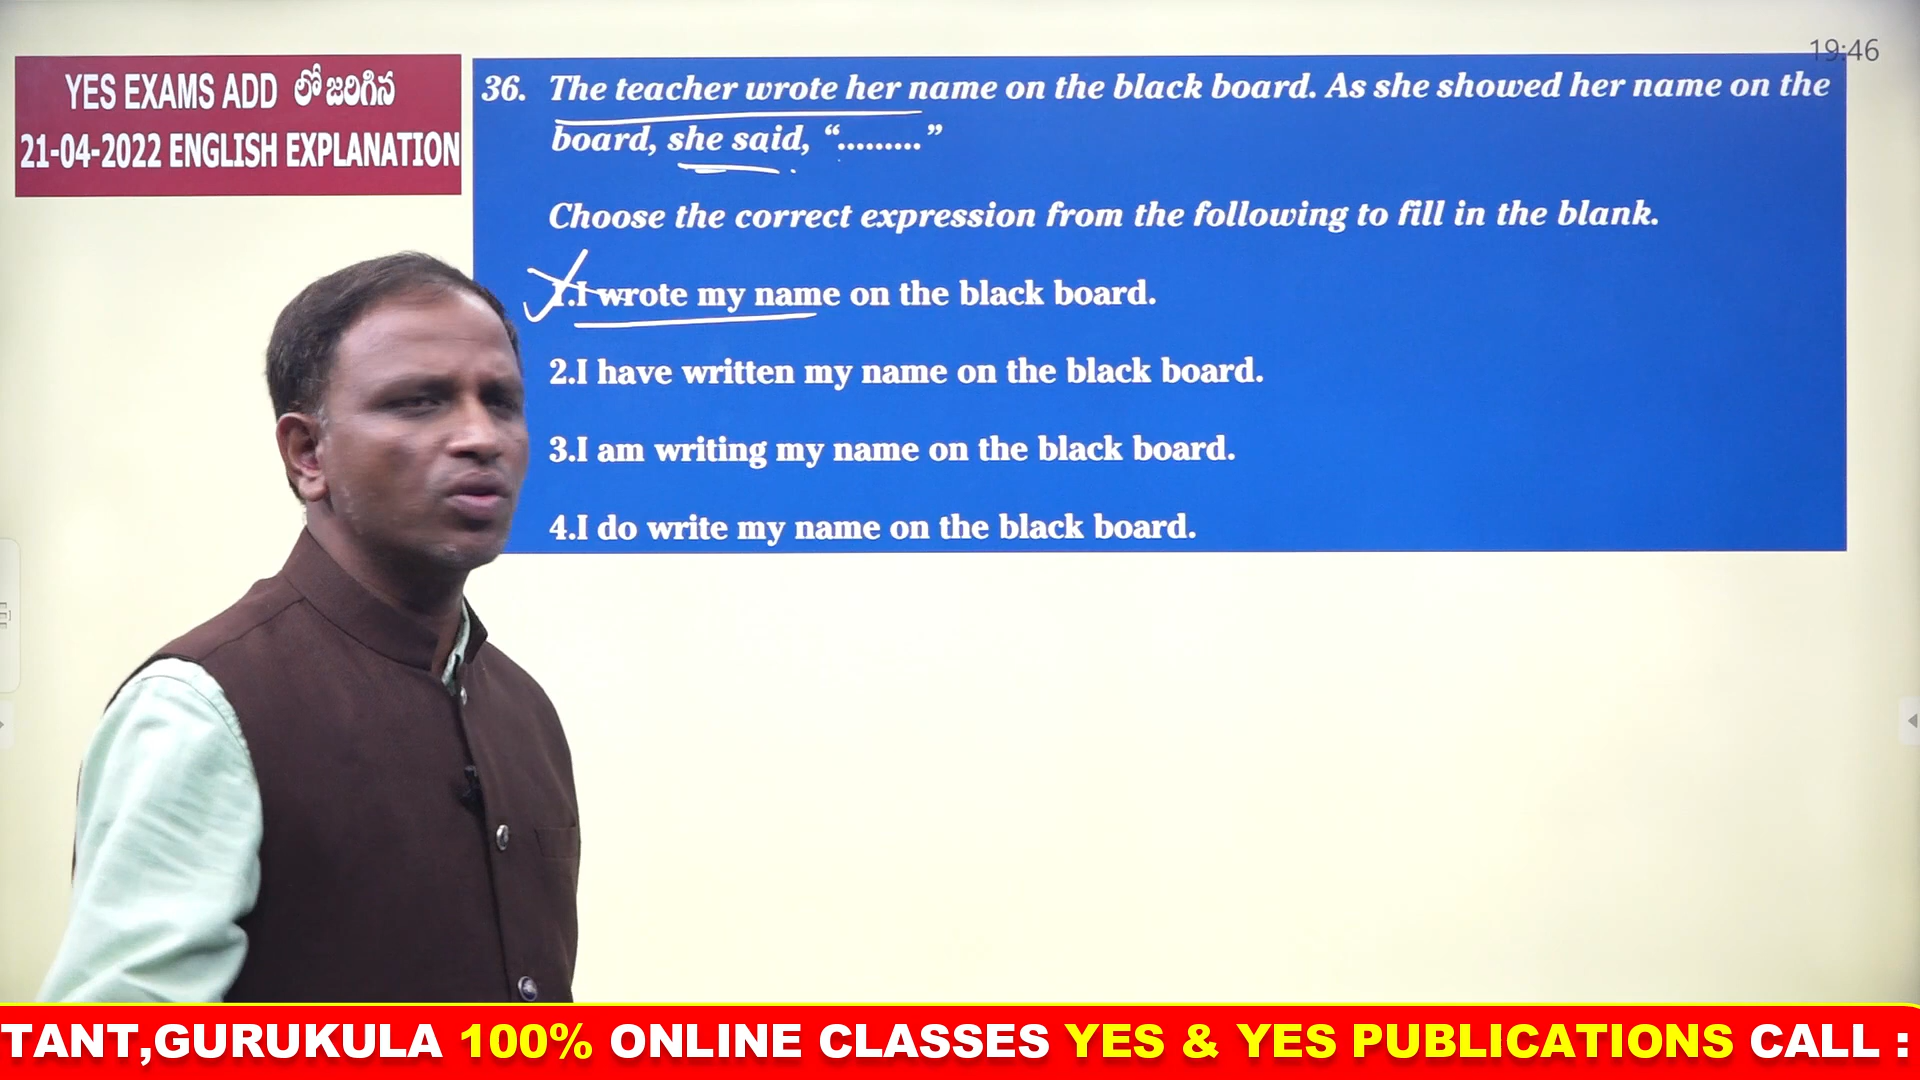 19:46
YES EXAMS ADD లో జరిగిన
21-04-2022 ENGLISH EXPLANATION
36. The teacher wrote her name on the black board. As she showed her name on the
board, she said, “.........”
Choose the correct expression from the following to fill in the blank.
1.I wrote my name on the black board.
2.I have written my name on the black board.
3.I am writing my name on the black board.
4.I do write my name on the black board.
TANT,GURUKULA 100% ONLINE CLASSES YES & YES PUBLICATIONS CALL :